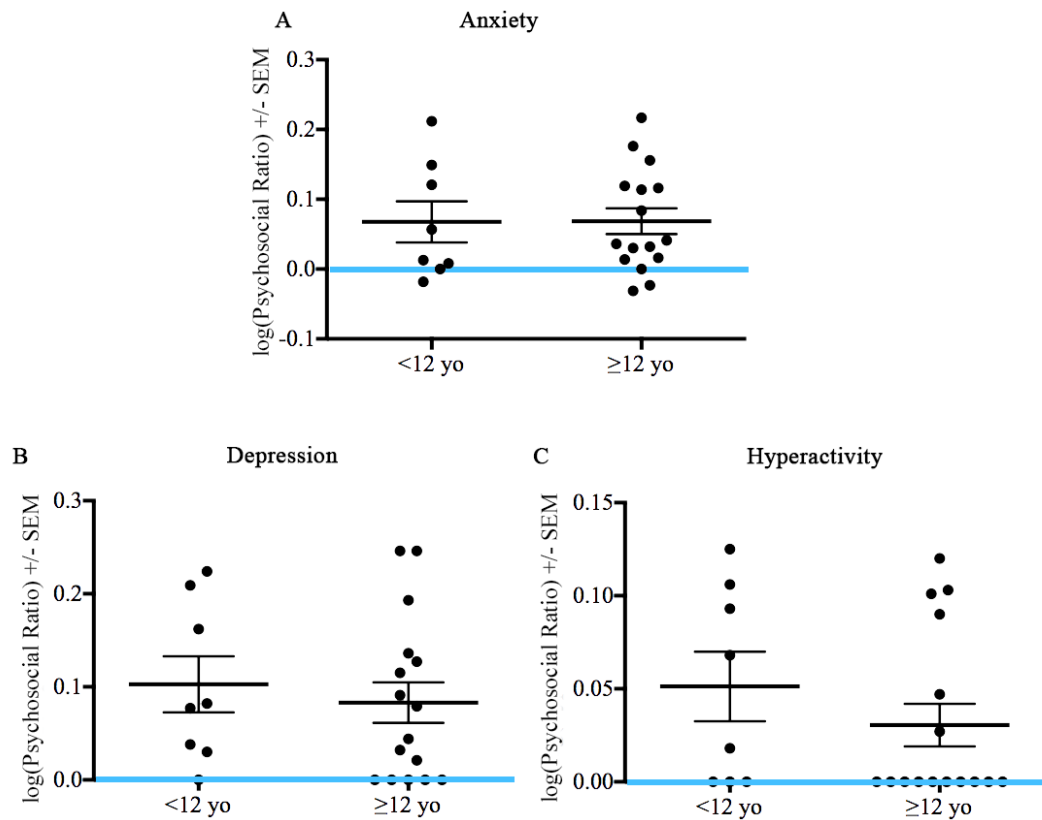 A Anxiety
log(Psychosocial Ratio) +/- SEM
0.3
0.2
0.1
0.0
-0.1
<12 yo ≥12 yo
B Depression
log(Psychosocial Ratio) +/- SEM
0.3
0.2
0.1
0.0
<12 yo ≥12 yo
C Hyperactivity
log(Psychosocial Ratio) +/- SEM
0.15
0.10
0.05
0.00
<12 yo ≥12 yo